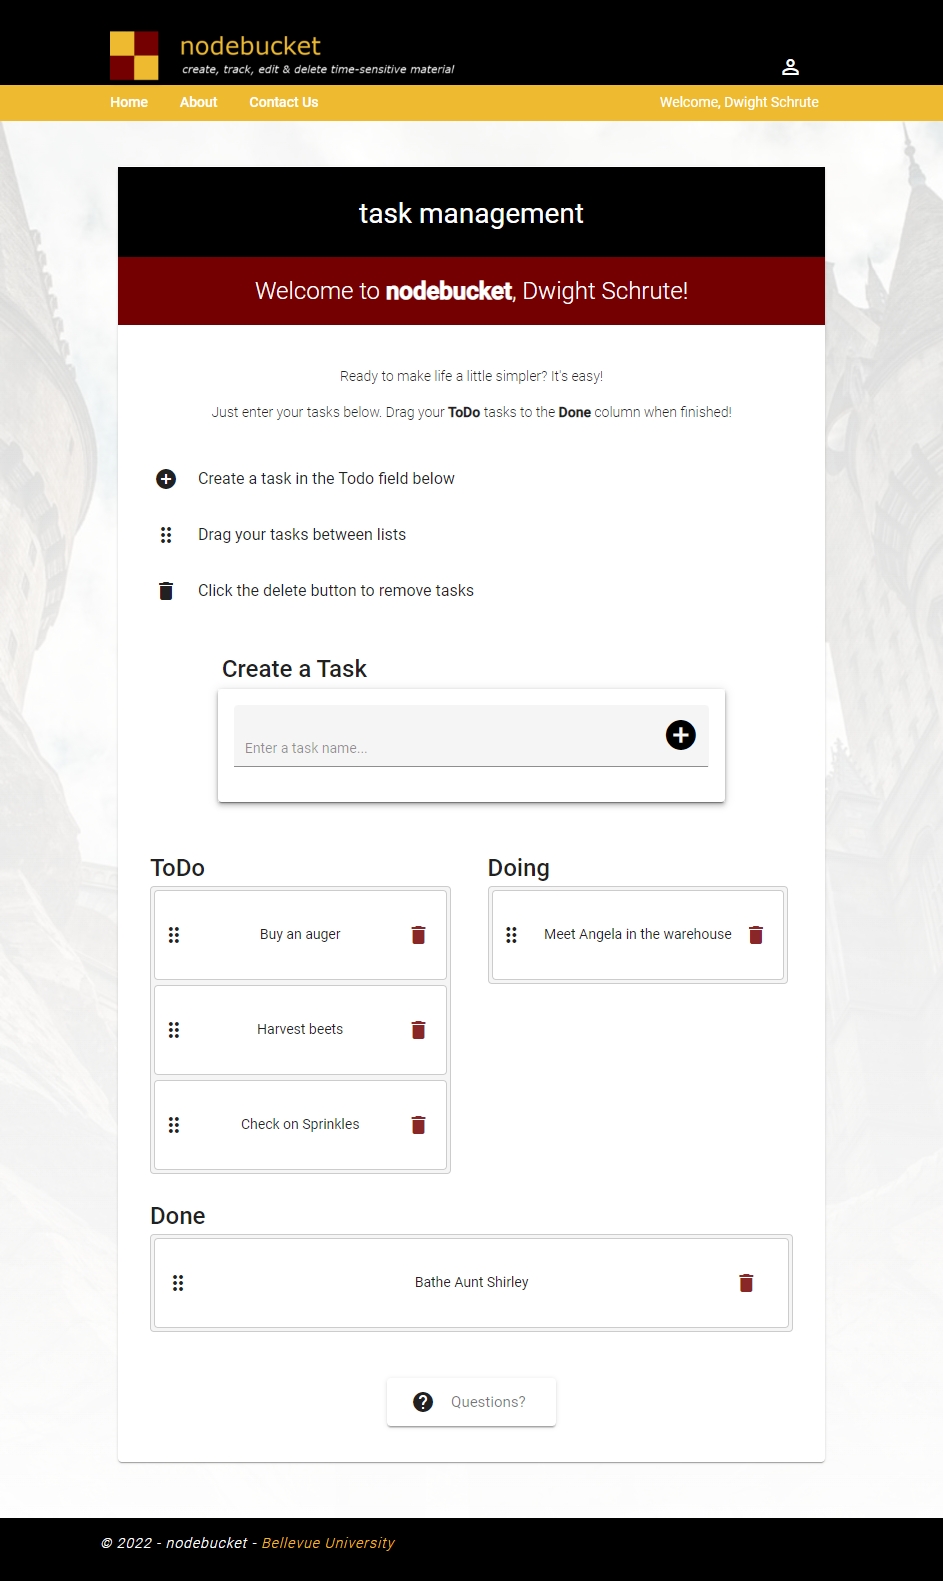 nodebucket
create, track, edit & delete time-sensitive material
Home About Contact Us Welcome, Dwight Schrute
task management
Welcome to nodebucket, Dwight Schrute!
Ready to make life a little simpler? It's easy!
Just enter your tasks below. Drag your ToDo tasks to the Done column when finished!
Create a task in the Todo field below
Drag your tasks between lists
Click the delete button to remove tasks
Create a Task
Enter a task name...
ToDo
Buy an auger
Harvest beets
Check on Sprinkles
Doing
Meet Angela in the warehouse
Done
Bathe Aunt Shirley
Questions?
© 2022 - nodebucket - Bellevue University